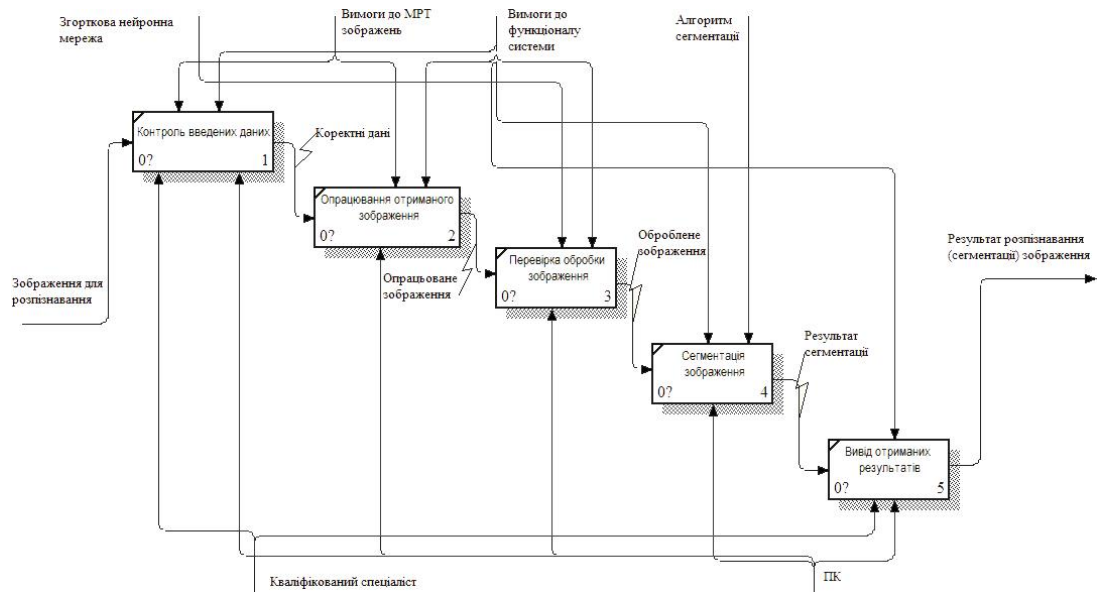 Згорткова нейронна
мережа
Вимоги до МРТ
зображень
Вимоги до
функціоналу
системи
Алгоритм
сегментації
Контроль введених даних
0? 1
Коректні дані
Опрацювання отриманого
зображення
0? 2
Опрацьоване
зображення
Перевірка обробки
зображення
0? 3
Оброблене
зображення
Результат розпізнавання
(сегментації) зображення
Зображення для
розпізнавання
Сегментація
зображення
0? 4
Результат
сегментації
Вивід отриманих
результатів
0? 5
Кваліфікований спеціаліст
ПК